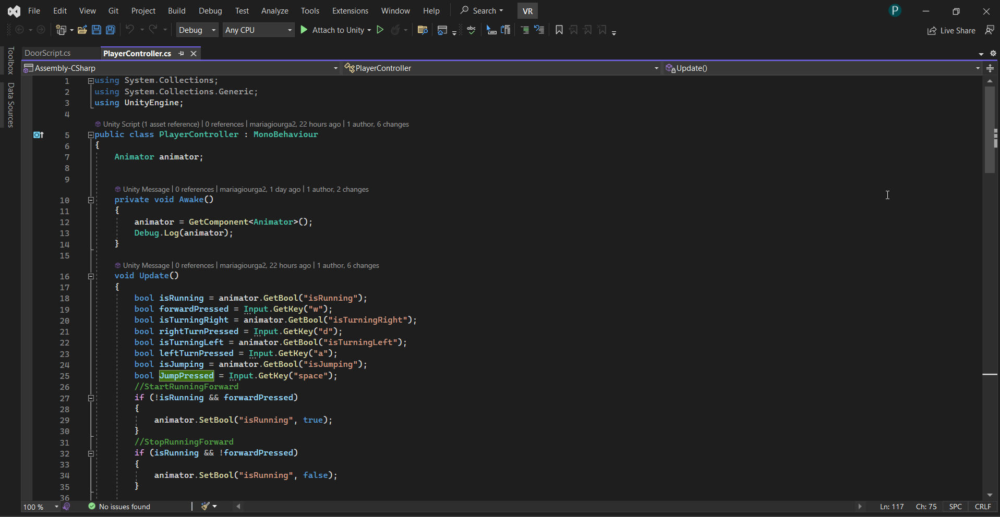 File Edit View Git Project Build Debug Test Analyze Tools Extensions Window Help Search VR P
Debug Any CPU Attach to Unity abc Live Share
Toolbox
Data Sources
DoorScript.cs PlayerController.cs
Assembly-CSharp PlayerController Update()
1 using System.Collections;
2 using System.Collections.Generic;
3 using UnityEngine;
4
Unity Script (1 asset reference) | 0 references | mariagiourga2, 22 hours ago | 1 author, 6 changes
5 public class PlayerController : MonoBehaviour
6 {
7 Animator animator;
8
9
Unity Message | 0 references | mariagiourga2, 1 day ago | 1 author, 2 changes
10 private void Awake()
11 {
12 animator = GetComponent<Animator>();
13 Debug.Log(animator);
14 }
15
Unity Message | 0 references | mariagiourga2, 22 hours ago | 1 author, 6 changes
16 void Update()
17 {
18 bool isRunning = animator.GetBool("isRunning");
19 bool forwardPressed = Input.GetKey("w");
20 bool isTurningRight = animator.GetBool("isTurningRight");
21 bool rightTurnPressed = Input.GetKey("d");
22 bool isTurningLeft = animator.GetBool("isTurningLeft");
23 bool leftTurnPressed = Input.GetKey("a");
24 bool isJumping = animator.GetBool("isJumping");
25 bool JumpPressed = Input.GetKey("space");
26 //StartRunningForward
27 if (!isRunning && forwardPressed)
28 {
29 animator.SetBool("isRunning", true);
30 }
31 //StopRunningForward
32 if (isRunning && !forwardPressed)
33 {
34 animator.SetBool("isRunning", false);
35 }
36
100 % No issues found Ln: 117 Ch: 75 SPC CRLF